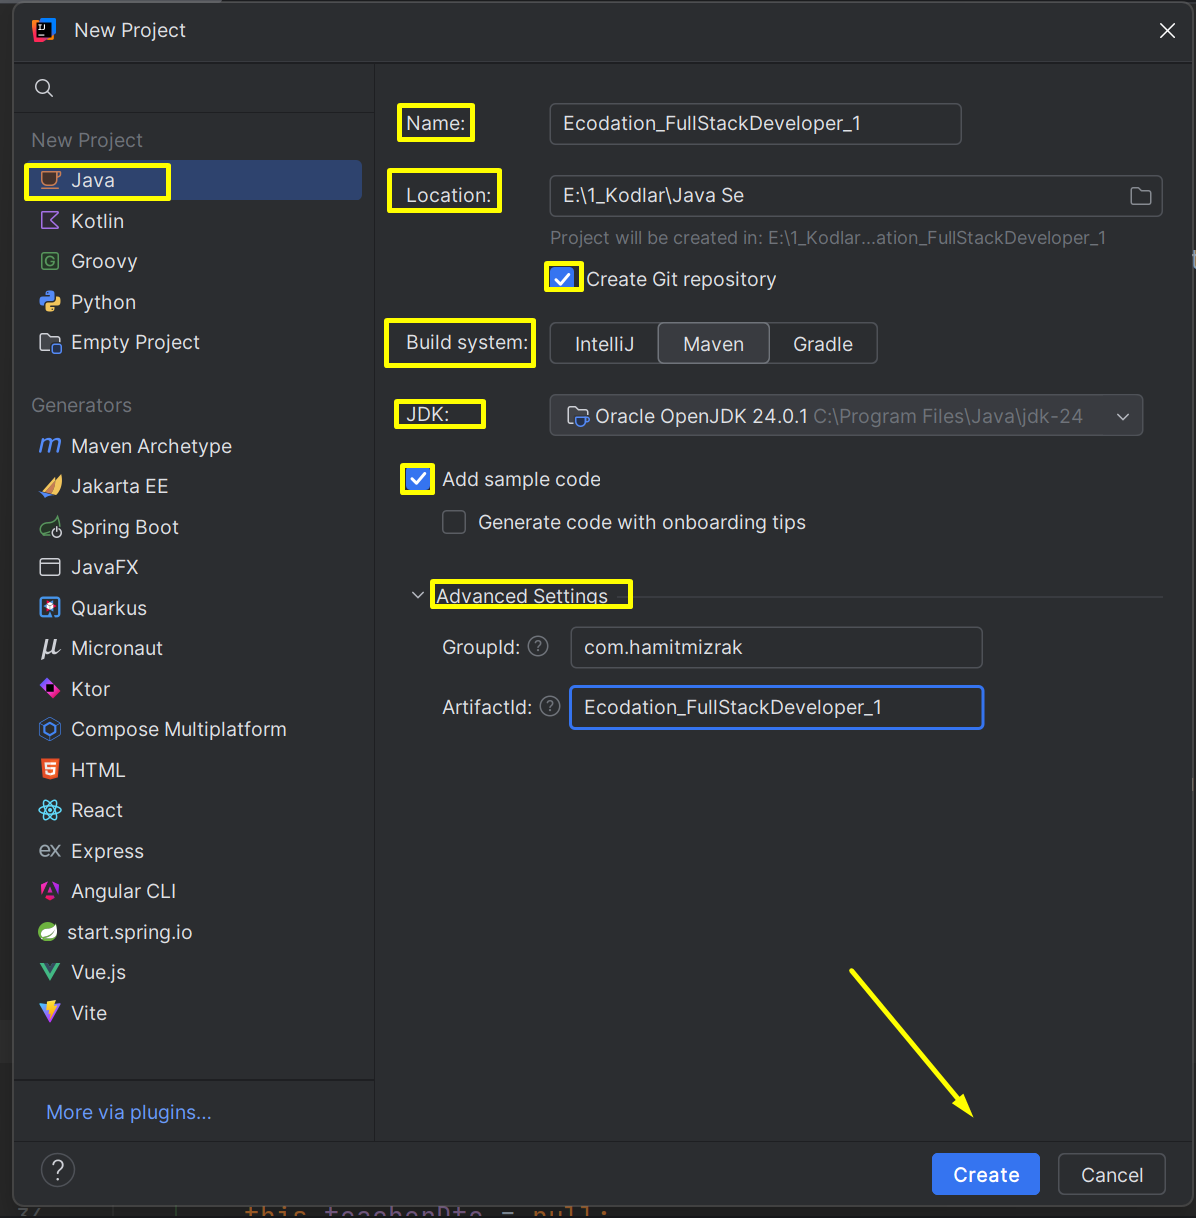 New Project
New Project
Java
Kotlin
Groovy
Python
Empty Project
Generators
Maven Archetype
Jakarta EE
Spring Boot
JavaFX
Quarkus
Micronaut
Ktor
Compose Multiplatform
HTML
React
Express
Angular CLI
start.spring.io
Vue.js
Vite
More via plugins...
Name: Ecodation_FullStackDeveloper_1
Location: E:\1_Kodlar\Java Se
Project will be created in: E:\1_Kodlar...ation_FullStackDeveloper_1
Create Git repository
Build system: IntelliJ Maven Gradle
JDK: Oracle OpenJDK 24.0.1 C:\Program Files\Java\jdk-24
Add sample code
Generate code with onboarding tips
Advanced Settings
GroupId: ? com.hamitmizrak
ArtifactId: ? Ecodation_FullStackDeveloper_1
? Create Cancel
this.teacherDto = null;